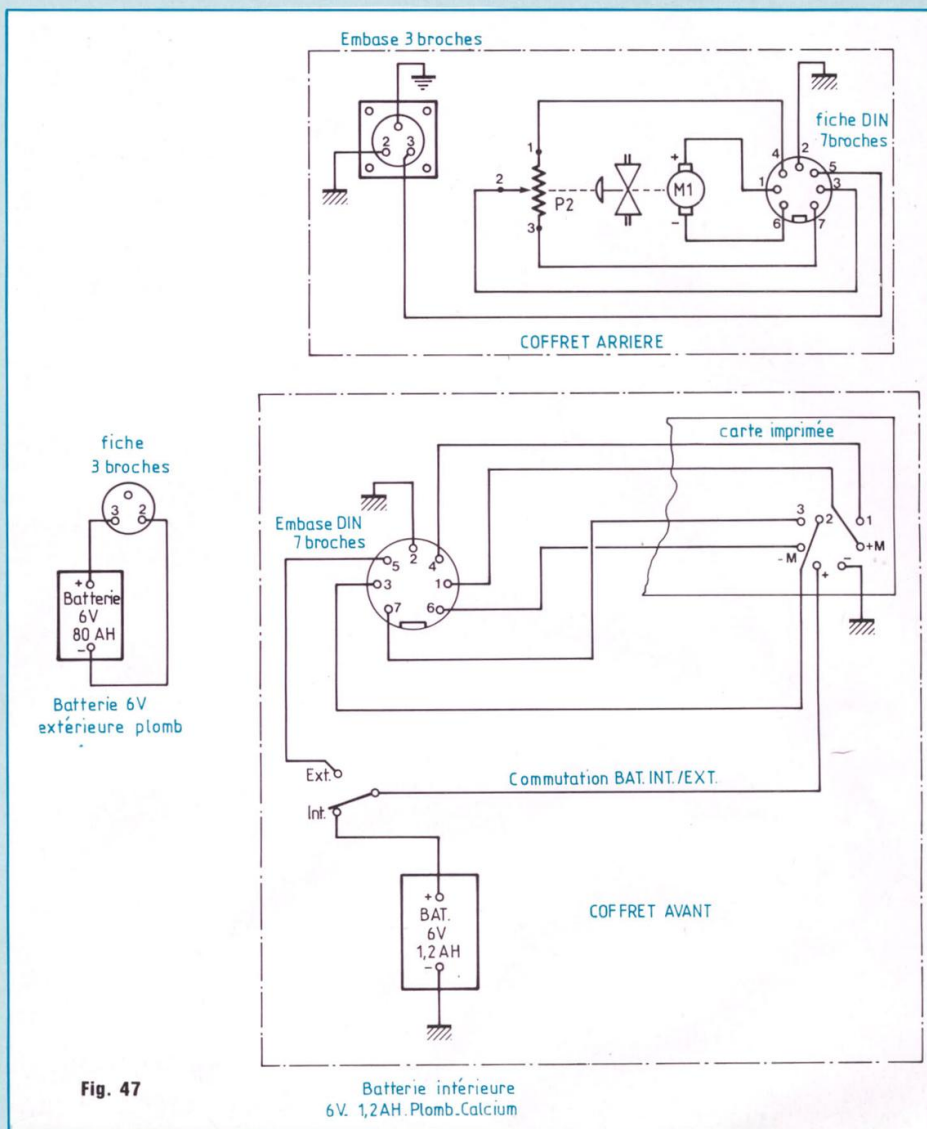 Embase 3 broches
2
3
1
2
3
P2
+
M1
-
fiche DIN
7broches
4
2
5
1
3
6
7
COFFRET ARRIERE
fiche
3 broches
3
2
+
Batterie
6V
80 AH
-
Batterie 6V
extérieure plomb
carte imprimée
Embase DIN
7 broches
5
2
4
3
1
7
6
3
2
1
-M
+M
+
-
Ext.
Int.
Commutation BAT. INT./EXT.
+
BAT.
6V
1,2 AH
-
COFFRET AVANT
Fig. 47
Batterie intérieure
6V. 1,2AH.Plomb_Calcium